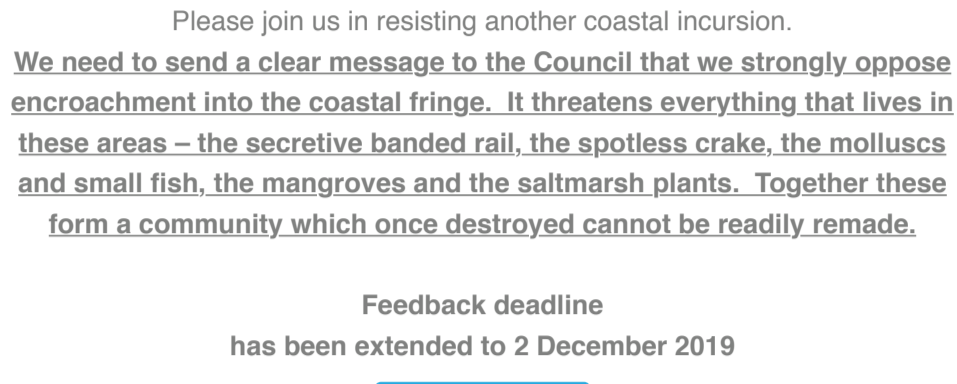 Please join us in resisting another coastal incursion.
We need to send a clear message to the Council that we strongly oppose
encroachment into the coastal fringe.  It threatens everything that lives in
these areas – the secretive banded rail, the spotless crake, the molluscs
and small fish, the mangroves and the saltmarsh plants.  Together these
form a community which once destroyed cannot be readily remade.
Feedback deadline
has been extended to 2 December 2019